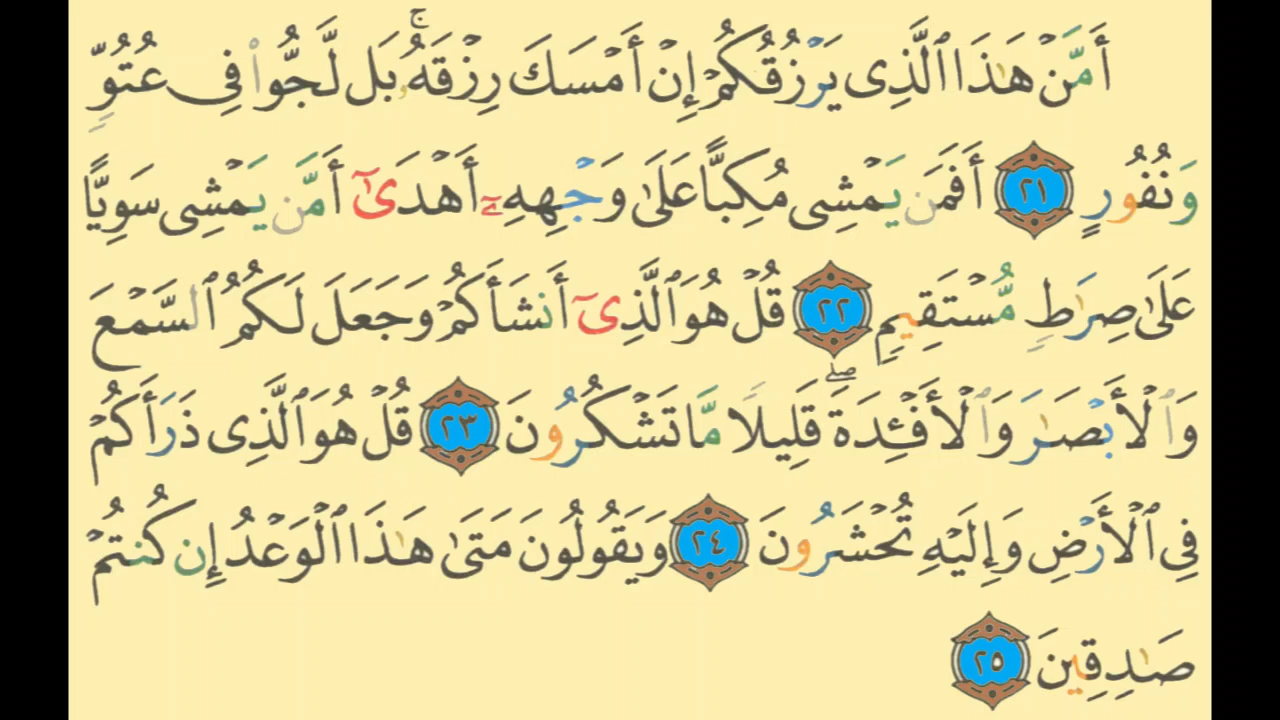 أَمَّنْ هَٰذَا ٱلَّذِى يَرْزُقُكُمْ إِنْ أَمْسَكَ رِزْقَهُۥ ۚ بَل لَّجُّوا۟ فِى عُتُوٍّ
وَنُفُورٍ ٢١ أَفَمَن يَمْشِى مُكِبًّا عَلَىٰ وَجْهِهِۦٓ أَهْدَىٰٓ أَمَّن يَمْشِى سَوِيًّا
عَلَىٰ صِرَٰطٍ مُّسْتَقِيمٍ ٢٢ قُلْ هُوَ ٱلَّذِىٓ أَنشَأَكُمْ وَجَعَلَ لَكُمُ ٱلسَّمْعَ
وَٱلْأَبْصَـٰرَ وَٱلْأَفْـِٔدَةَ ۖ قَلِيلًا مَّا تَشْكُرُونَ ٢٣ قُلْ هُوَ ٱلَّذِى ذَرَأَكُمْ
فِى ٱلْأَرْضِ وَإِلَيْهِ تُحْشَرُونَ ٢٤ وَيَقُولُونَ مَتَىٰ هَـٰذَا ٱلْوَعْدُ إِن كُنتُمْ
صَـٰدِقِينَ ٢٥